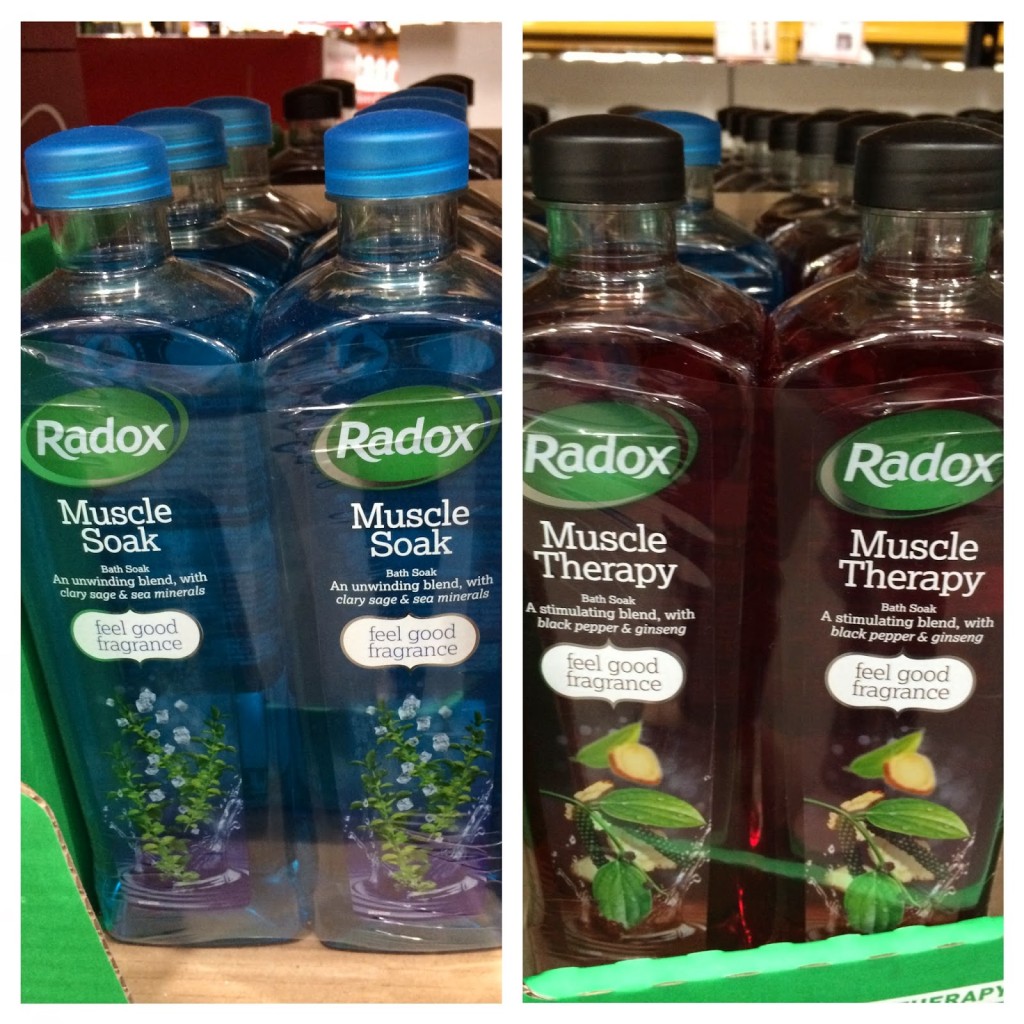 Radox
Muscle
Soak
Bath Soak
An unwinding blend, with
clary sage & sea minerals
feel good
fragrance
Radox
Muscle
Soak
Bath Soak
An unwinding blend, with
clary sage & sea minerals
feel good
fragrance
Radox
Muscle
Therapy
Bath Soak
A stimulating blend, with
black pepper & ginseng
feel good
fragrance
Radox
Muscle
Therapy
Bath Soak
A stimulating blend, with
black pepper & ginseng
feel good
fragrance
HERAPY